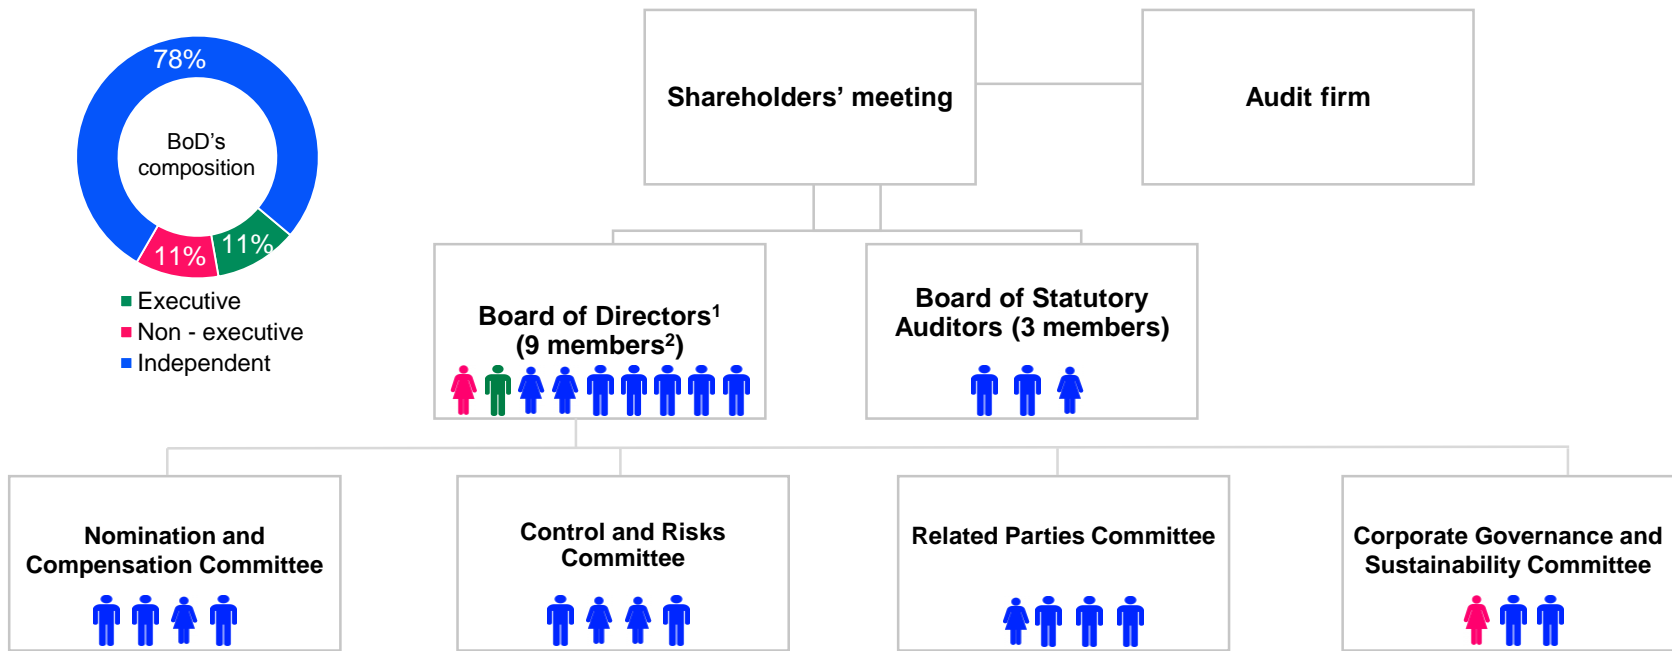 78%
BoD's
composition
11%
11%
Executive
Non - executive
Independent
Shareholders' meeting
Audit firm
Board of Directors¹
(9 members²)
Board of Statutory
Auditors (3 members)
Nomination and
Compensation Committee
Control and Risks
Committee
Related Parties Committee
Corporate Governance and
Sustainability Committee